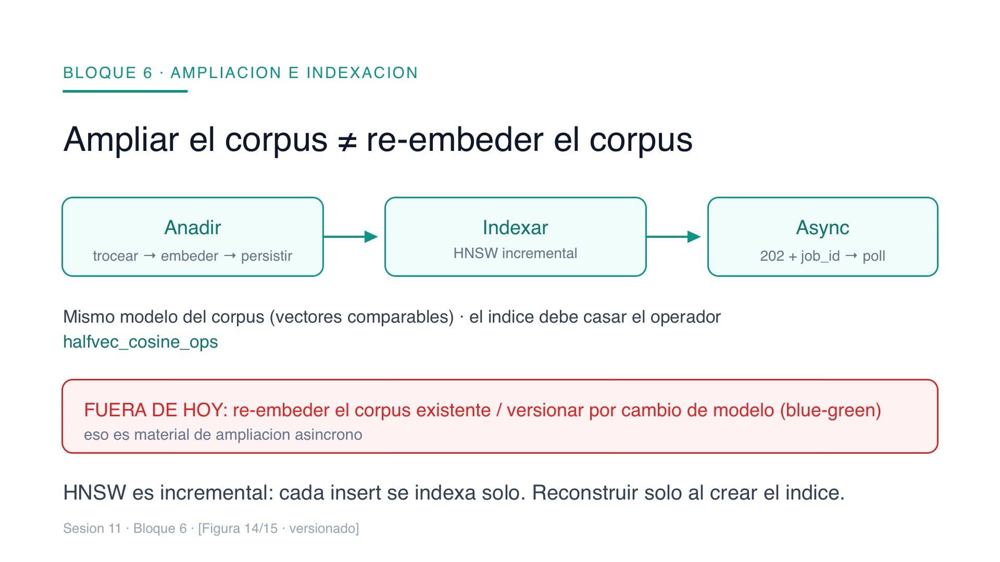 BLOQUE 6 · AMPLIACION E INDEXACION
Ampliar el corpus ≠ re-embeder el corpus
Anadir
trocear → embeder → persistir
Indexar
HNSW incremental
Async
202 + job_id → poll
Mismo modelo del corpus (vectores comparables) · el indice debe casar el operador
halfvec_cosine_ops
FUERA DE HOY: re-embeder el corpus existente / versionar por cambio de modelo (blue-green)
eso es material de ampliacion asincrono
HNSW es incremental: cada insert se indexa solo. Reconstruir solo al crear el indice.
Sesion 11 · Bloque 6 · [Figura 14/15 · versionado]